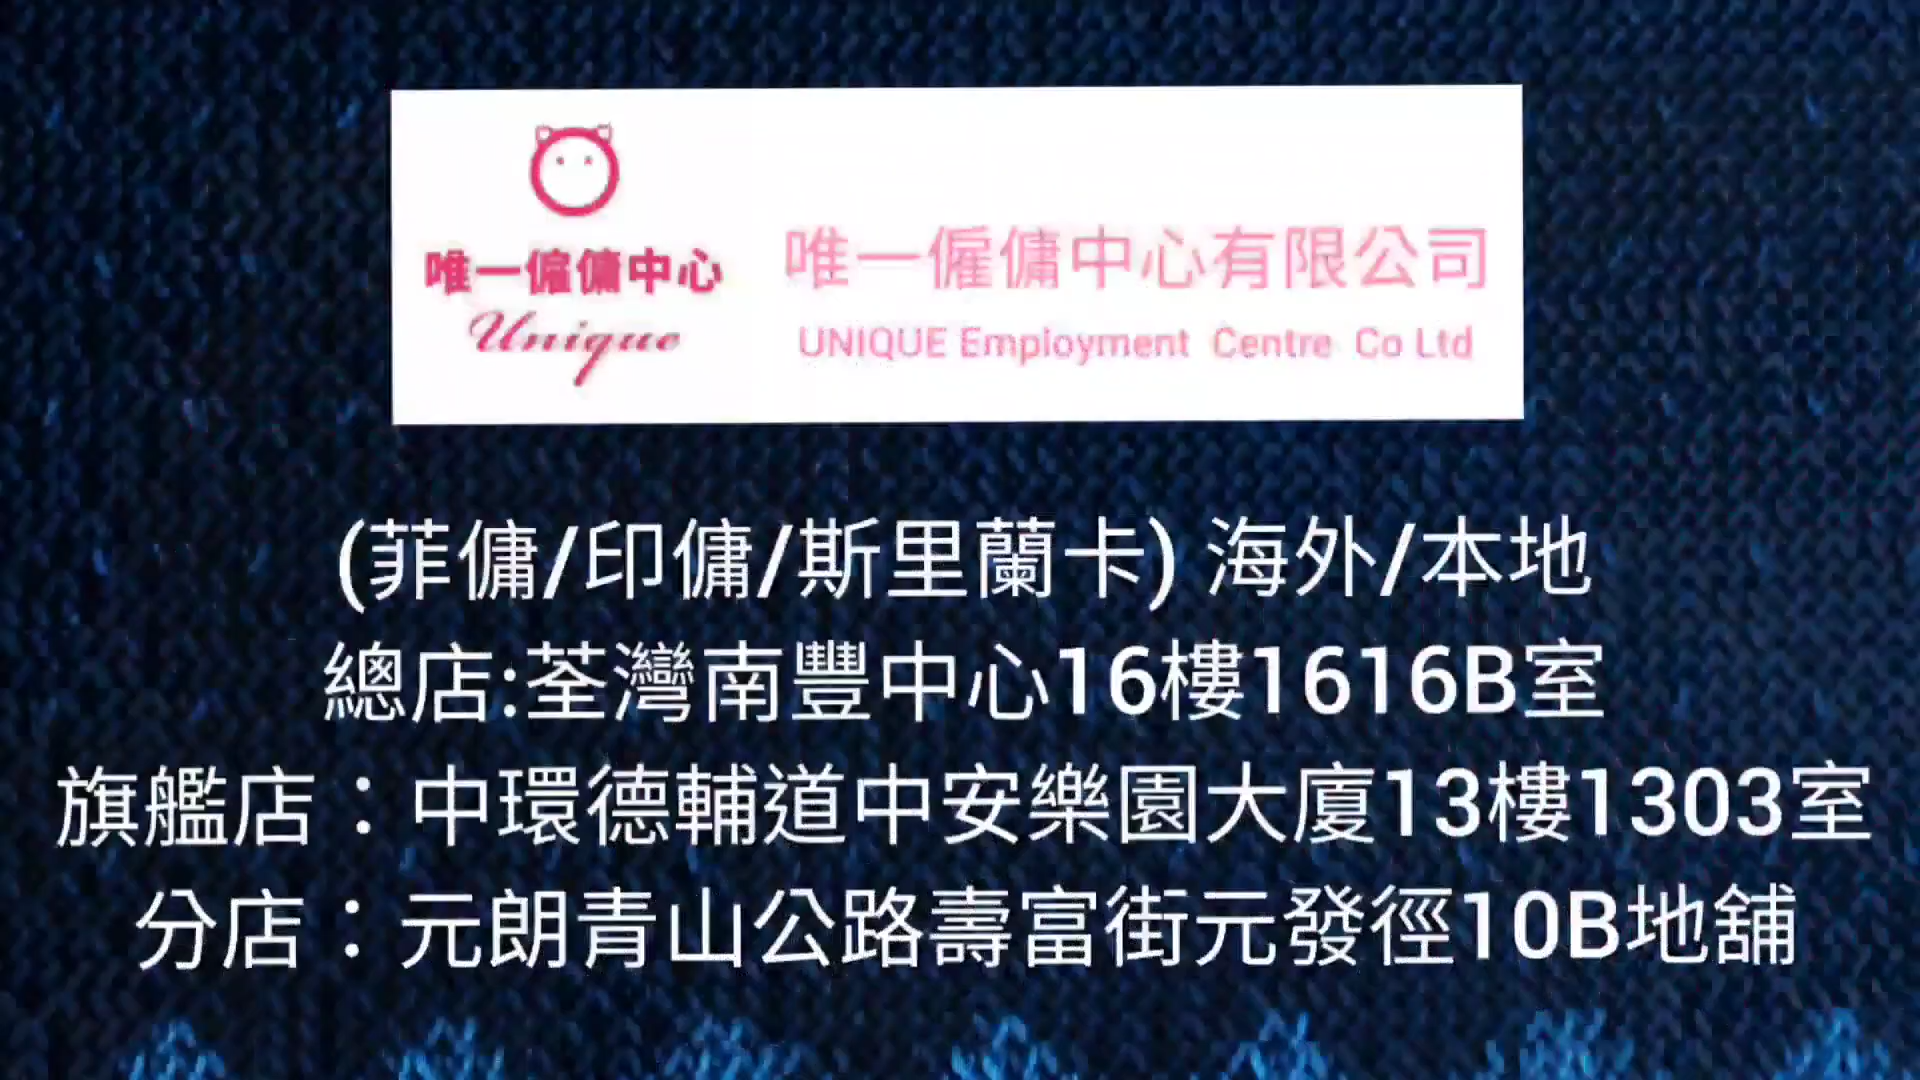 唯一僱傭中心
Unique
唯一僱傭中心有限公司
UNIQUE Employment Centre Co Ltd
(菲傭/印傭/斯里蘭卡) 海外/本地
總店:荃灣南豐中心16樓1616B室
旗艦店：中環德輔道中安樂園大廈13樓1303室
分店：元朗青山公路壽富街元發徑10B地舖